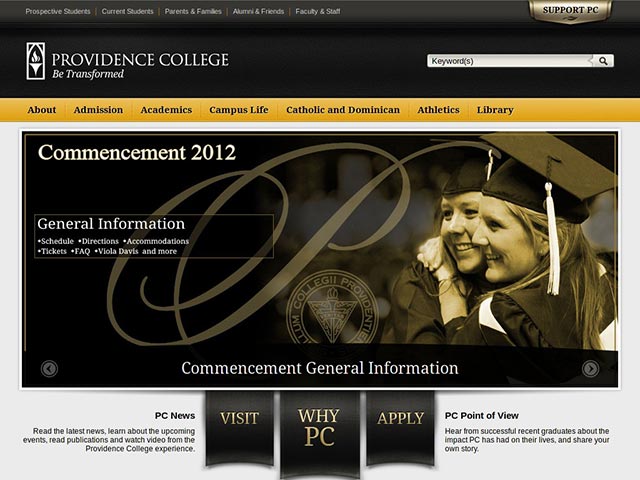 Prospective Students Current Students Parents & Families Alumni & Friends Faculty & Staff
SUPPORT PC
PROVIDENCE COLLEGE
Be Transformed
Keyword(s)
About Admission Academics Campus Life Catholic and Dominican Athletics Library
Commencement 2012
General Information
•Schedule •Directions •Accommodations
•Tickets •FAQ •Viola Davis and more
COLLEGII PROVIDENTIEN
Commencement General Information
PC News
Read the latest news, learn about the upcoming
events, read publications and watch video from the
Providence College experience.
VISIT
WHY
PC
APPLY
PC Point of View
Hear from successful recent graduates about the
impact PC has had on their lives, and share your
own story.